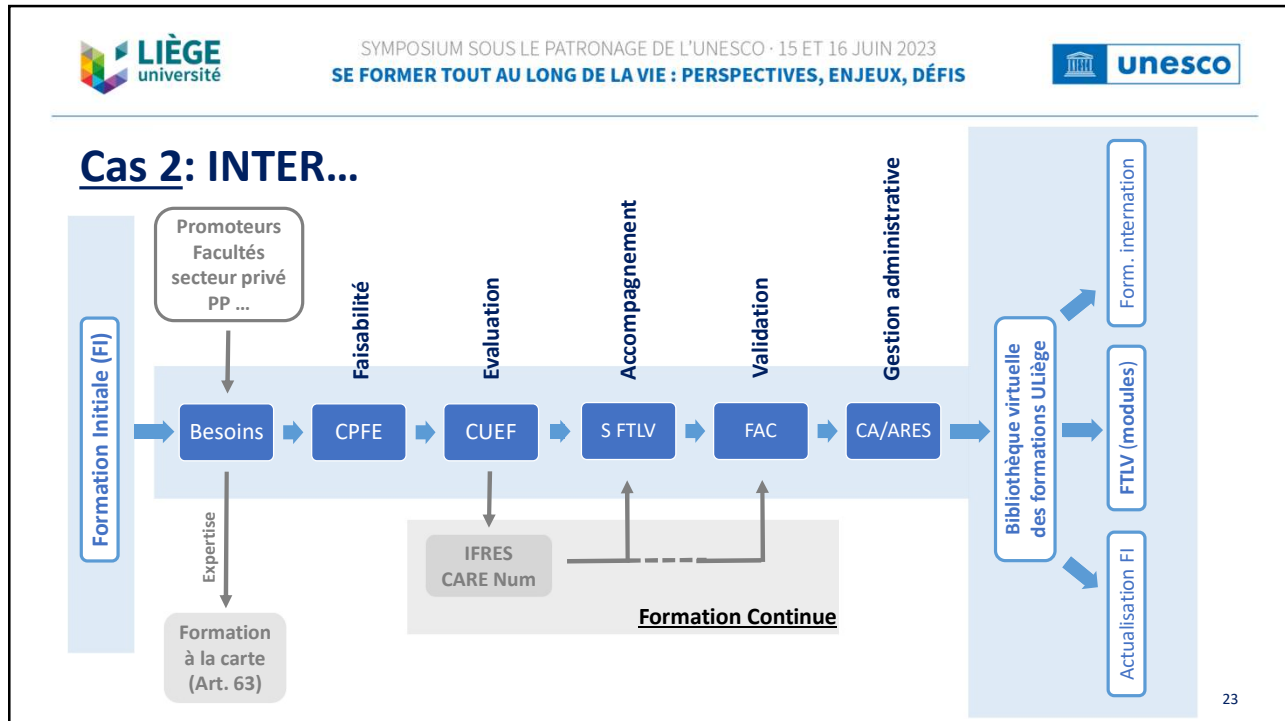 LIÈGE
université
SYMPOSIUM SOUS LE PATRONAGE DE L'UNESCO · 15 ET 16 JUIN 2023
SE FORMER TOUT AU LONG DE LA VIE : PERSPECTIVES, ENJEUX, DÉFIS
unesco
Cas 2: INTER...
Formation Initiale (FI)
Promoteurs
Facultés
secteur privé
PP ...
Faisabilité
Evaluation
Accompagnement
Validation
Gestion administrative
Besoins
CPFE
CUEF
S FTLV
FAC
CA/ARES
Expertise
Formation
à la carte
(Art. 63)
IFRES
CARE Num
Formation Continue
Bibliothèque virtuelle
des formations ULiège
Form. internation
FTLV (modules)
Actualisation FI
23